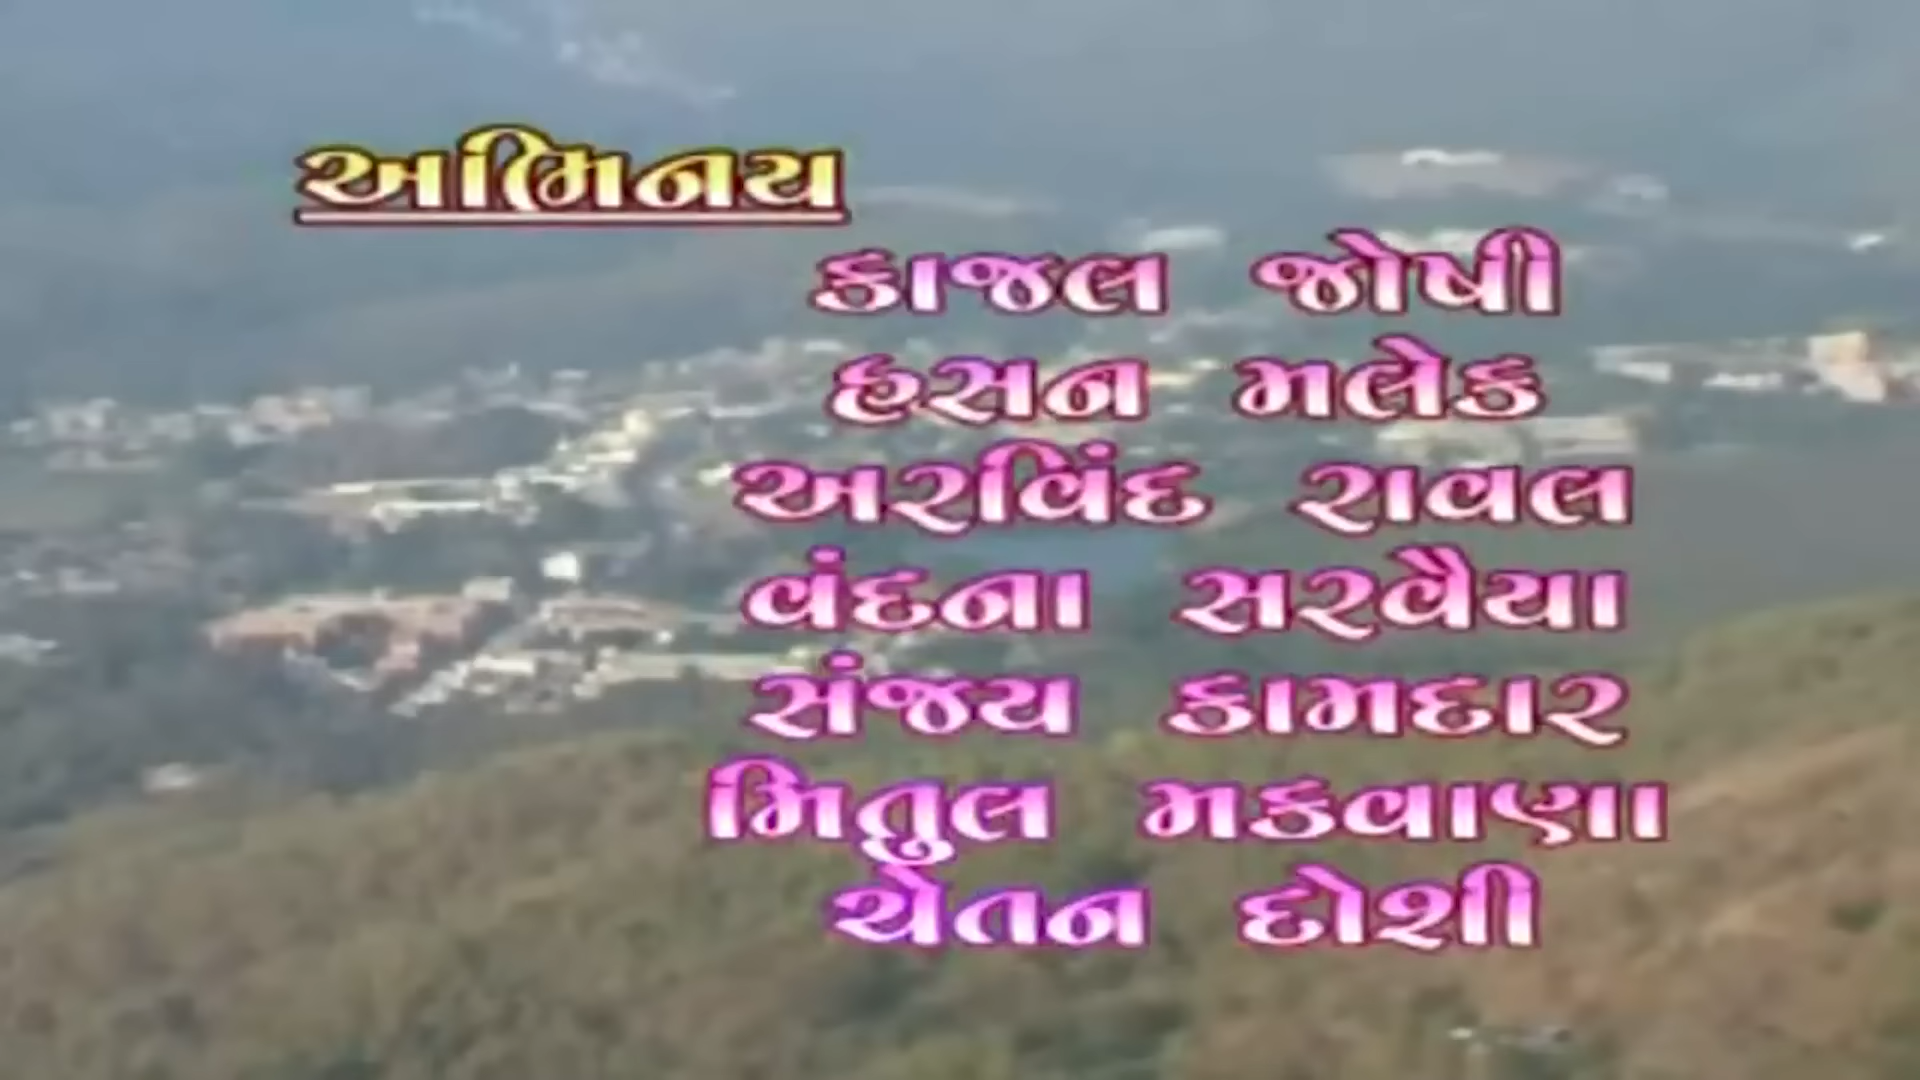 અભિનય
કાજલ જોષી
હસન મલેક
અરવિંદ રાવલ
વંદના સરવૈયા
સંજય કામદાર
મિતુલ મકવાણા
ચેતન દોશી